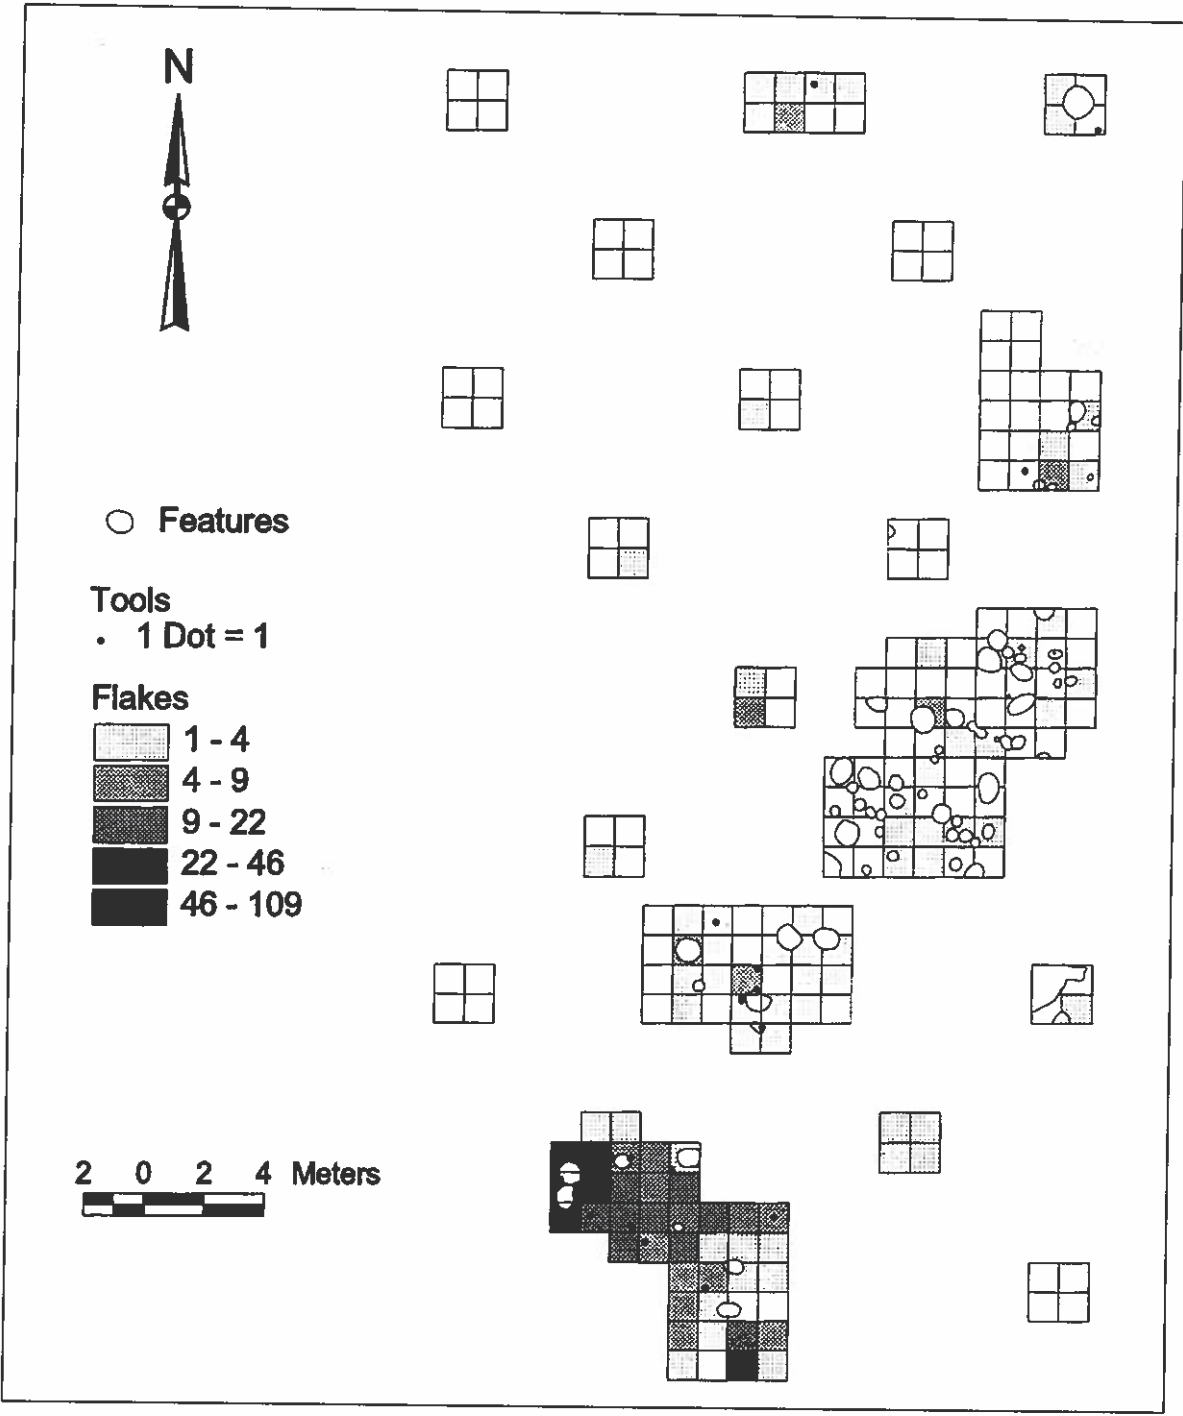 N
Features
Tools
1 Dot = 1
Flakes
1 - 4
4 - 9
9 - 22
22 - 46
46 - 109
2 0 2 4 Meters